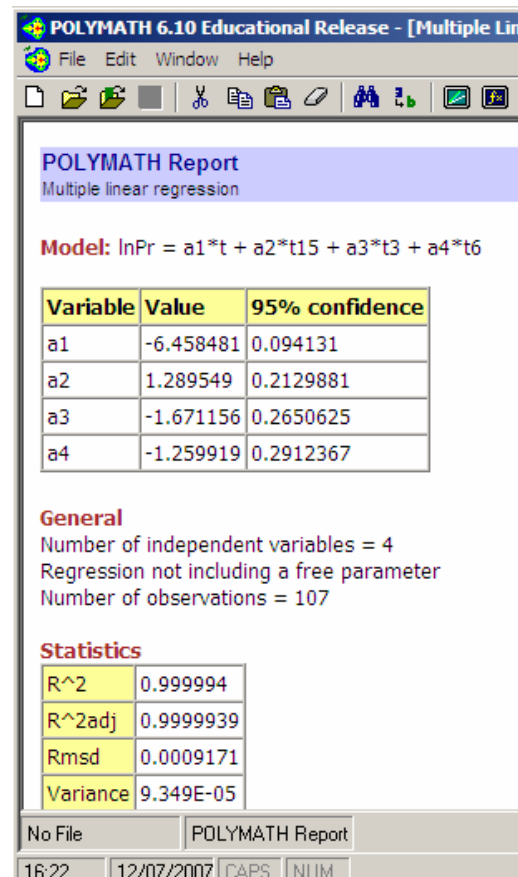 POLYMATH 6.10 Educational Release - [Multiple Lin
File Edit Window Help
POLYMATH Report
Multiple linear regression
Model: lnPr = a1*t + a2*t15 + a3*t3 + a4*t6
Variable Value 95% confidence
a1 -6.458481 0.094131
a2 1.289549 0.2129881
a3 -1.671156 0.2650625
a4 -1.259919 0.2912367
General
Number of independent variables = 4
Regression not including a free parameter
Number of observations = 107
Statistics
R^2 0.999994
R^2adj 0.9999939
Rmsd 0.0009171
Variance 9.349E-05
No File POLYMATH Report
16:22 12/07/2007 CAPS NUM